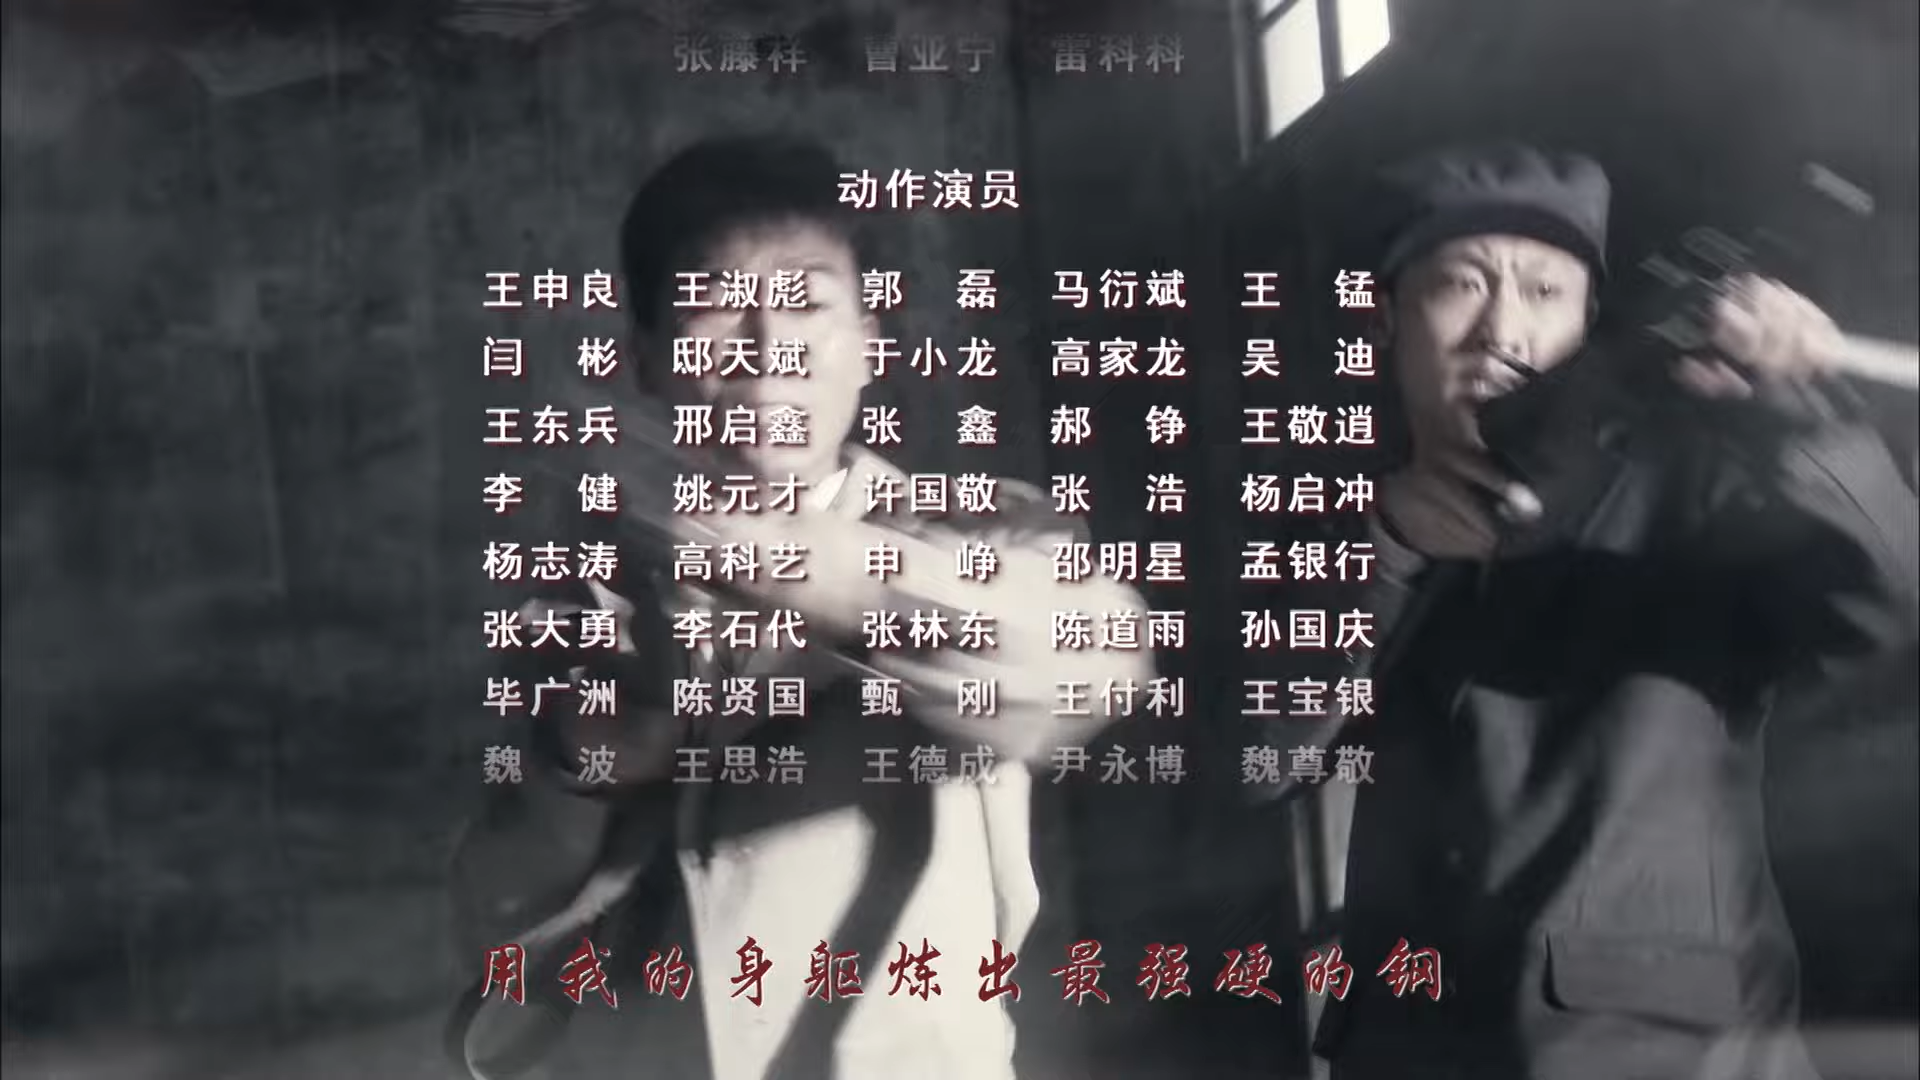 张藤祥 曹亚宁 雷科科
动作演员
王申良 王淑彪 郭 磊 马衍斌 王 锰
闫 彬 邸天斌 于小龙 高家龙 吴 迪
王东兵 邢启鑫 张 鑫 郝 铮 王敬逍
李 健 姚元才 许国敬 张 浩 杨启冲
杨志涛 高科艺 申 峥 邵明星 孟银行
张大勇 李石代 张林东 陈道雨 孙国庆
毕广洲 陈贤国 甄 刚 王付利 王宝银
魏 波 王思浩 王德成 尹永博 魏尊敬
用我的身躯炼出最强硬的钢